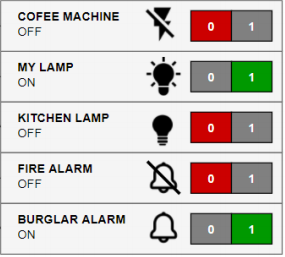 COFEE MACHINE
OFF
0 1
MY LAMP
ON
0 1
KITCHEN LAMP
OFF
0 1
FIRE ALARM
OFF
0 1
BURGLAR ALARM
ON
0 1